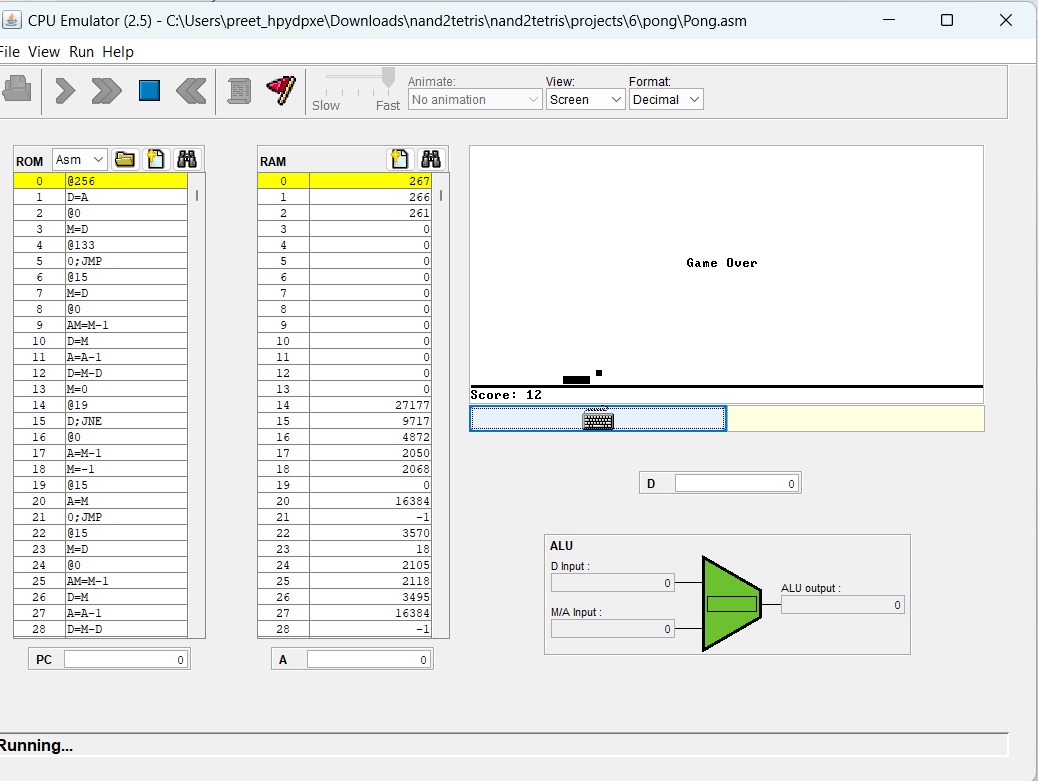 CPU Emulator (2.5) - C:\Users\preet_hpydpxe\Downloads\nand2tetris\nand2tetris\projects\6\pong\Pong.asm
File View Run Help
Slow Fast
Animate:
No animation
View:
Screen
Format:
Decimal
ROM Asm
0 @256
1 D=A
2 @0
3 M=D
4 @133
5 0;JMP
6 @15
7 M=D
8 @0
9 AM=M-1
10 D=M
11 A=A-1
12 D=M-D
13 M=0
14 @19
15 D;JNE
16 @0
17 A=M-1
18 M=-1
19 @15
20 A=M
21 0;JMP
22 @15
23 M=D
24 @0
25 AM=M-1
26 D=M
27 A=A-1
28 D=M-D
PC 0
RAM
0 267
1 266
2 261
3 0
4 0
5 0
6 0
7 0
8 0
9 0
10 0
11 0
12 0
13 0
14 27177
15 9717
16 4872
17 2050
18 2068
19 0
20 16384
21 -1
22 3570
23 18
24 2105
25 2118
26 3495
27 16384
28 -1
A 0
Game Over
Score: 12
D 0
ALU
D Input :
0
M/A Input :
0
ALU output :
0
Running...